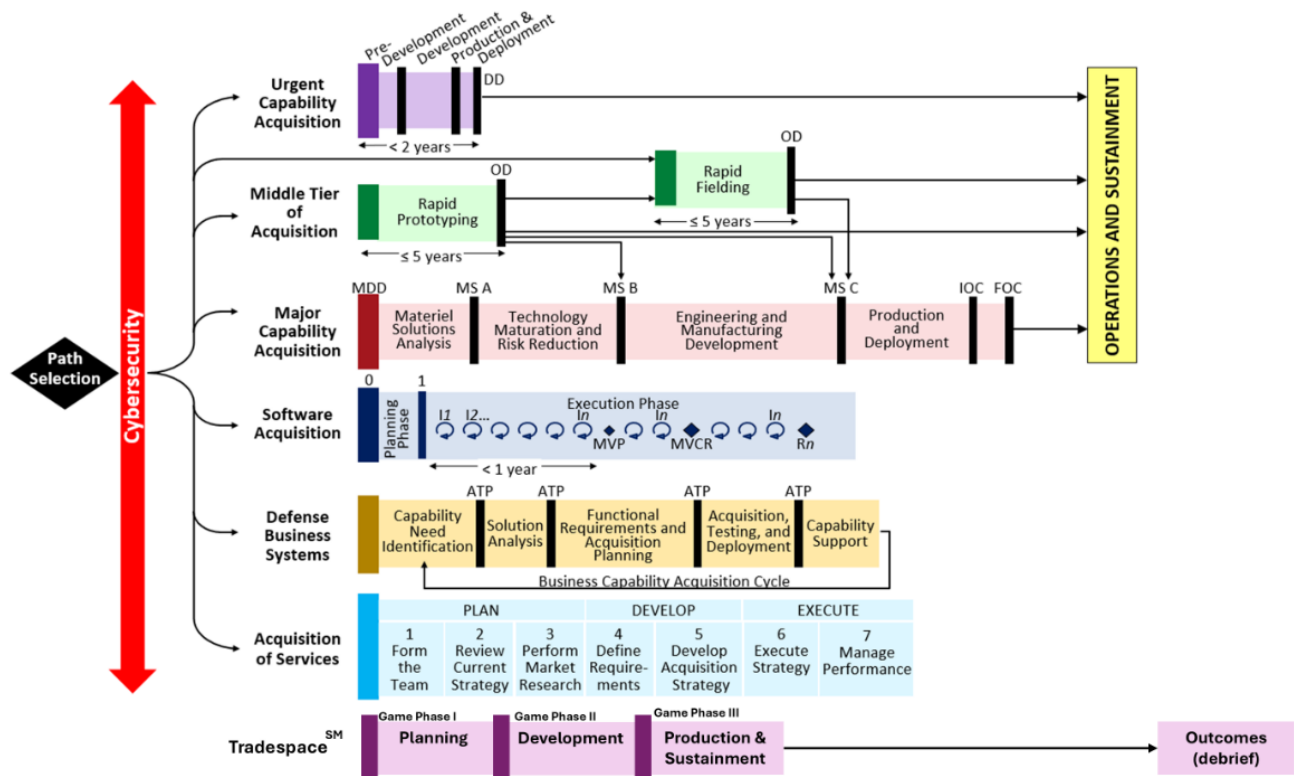 Pre-
Development
Development
Production &
Deployment
Urgent
Capability
Acquisition
DD
< 2 years
OD
Rapid
Fielding
≤ 5 years
Middle Tier
of
Acquisition
OD
Rapid
Prototyping
≤ 5 years
OPERATIONS AND SUSTAINMENT
Path
Selection
Cybersecurity
Major
Capability
Acquisition
MDD
MS A
MS B
MS C
IOC
FOC
Materiel
Solutions
Analysis
Technology
Maturation and
Risk Reduction
Engineering and
Manufacturing
Development
Production
and
Deployment
Software
Acquisition
0
1
Planning
Phase
Execution Phase
I1 I2... In In In
MVP MVCR Rn
< 1 year
Defense
Business
Systems
ATP ATP ATP ATP
Capability
Need
Identification
Solution
Analysis
Functional
Requirements and
Acquisition
Planning
Acquisition,
Testing, and
Deployment
Capability
Support
Business Capability Acquisition Cycle
Acquisition
of Services
PLAN DEVELOP EXECUTE
1
Form
the
Team
2
Review
Current
Strategy
3
Perform
Market
Research
4
Define
Require-
ments
5
Develop
Acquisition
Strategy
6
Execute
Strategy
7
Manage
Performance
Tradespace SM
Game Phase I
Planning
Game Phase II
Development
Game Phase III
Production &
Sustainment
Outcomes
(debrief)